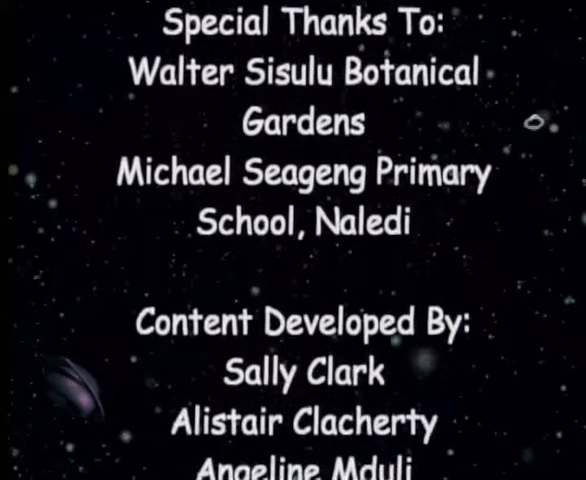 Special Thanks To:
Walter Sisulu Botanical
Gardens
Michael Seageng Primary
School, Naledi
Content Developed By:
Sally Clark
Alistair Clacherty
Angeline Mduli